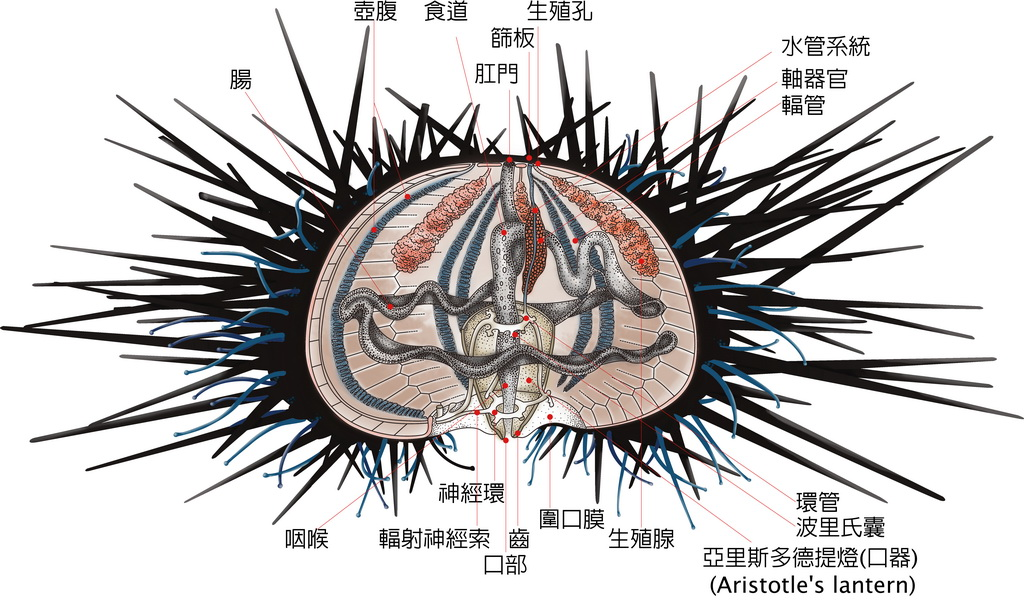 壺腹
食道
生殖孔
篩板
肛門
腸
水管系統
軸器官
輻管
神經環
環管
圍口膜
波里氏囊
咽喉
輻射神經索
齒
生殖腺
口部
亞里斯多德提燈(口器)
(Aristotle's lantern)